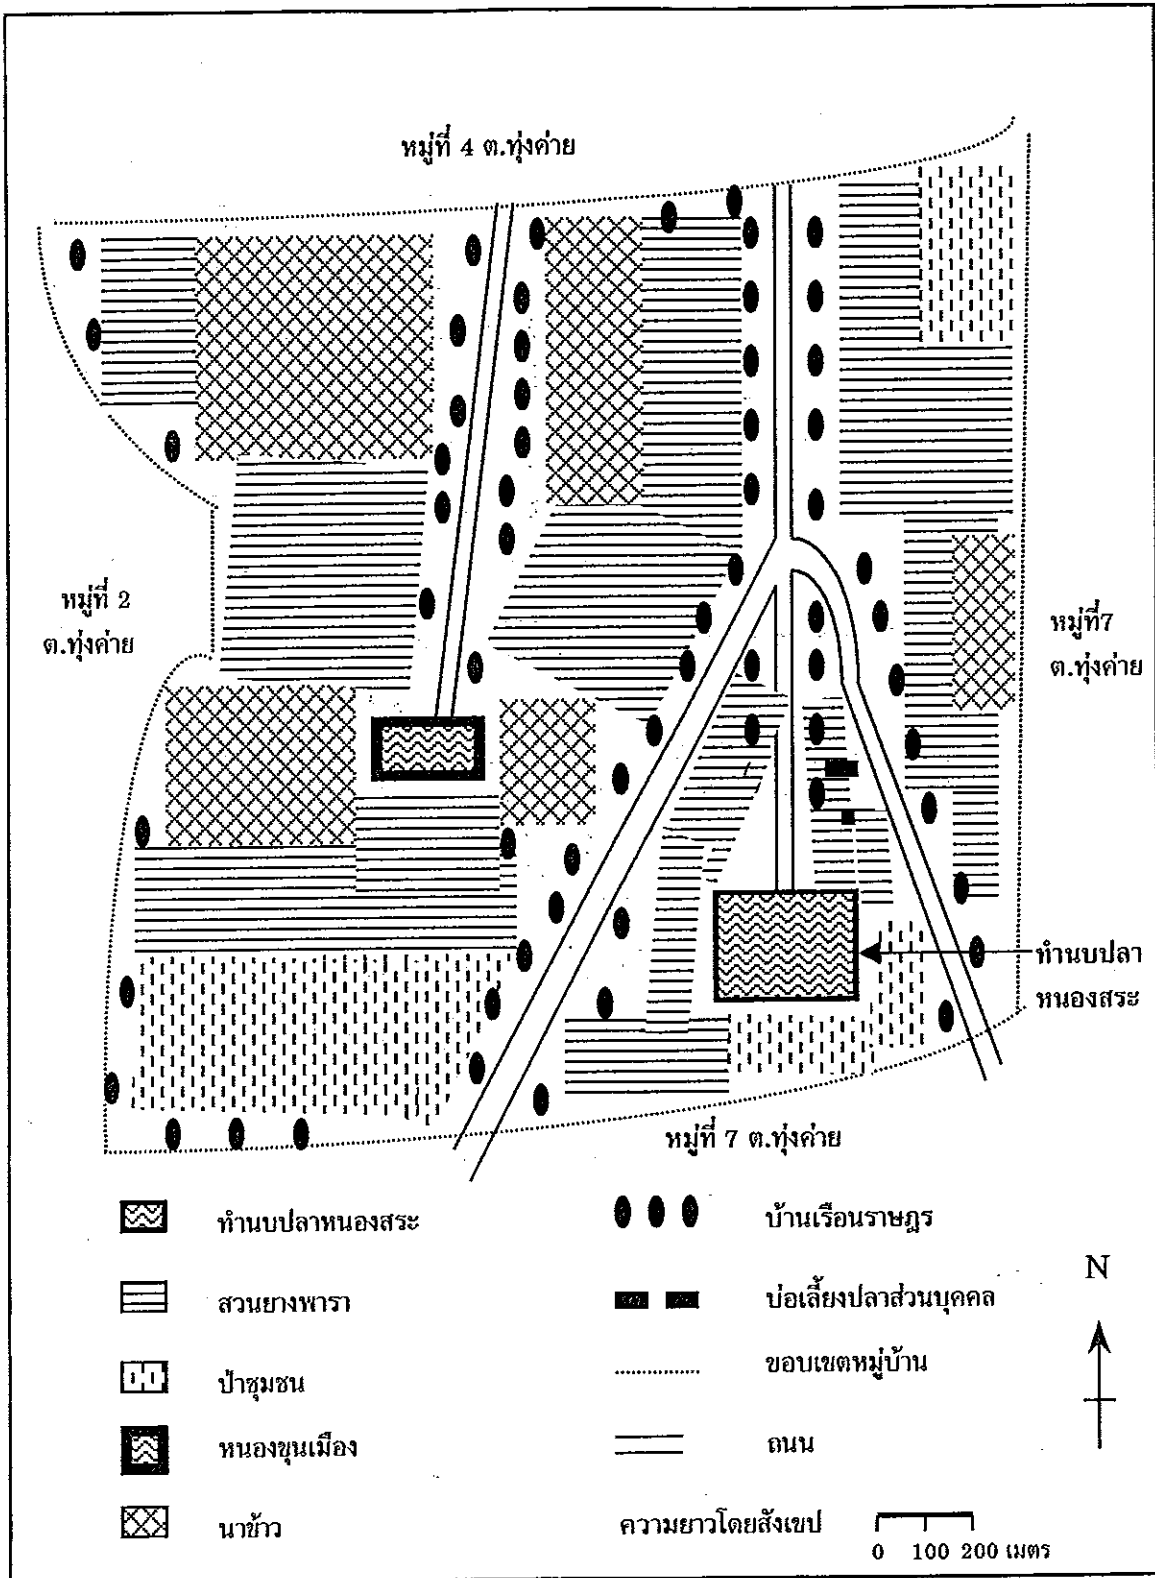 หมู่ที่ 4 ต.ทุ่งค่าย
หมู่ที่ 2
ต.ทุ่งค่าย
หมู่ที่7
ต.ทุ่งค่าย
ทำนบปลา
หนองสระ
หมู่ที่ 7 ต.ทุ่งค่าย
ทำนบปลาหนองสระ
บ้านเรือนราษฎร
สวนยางพารา
บ่อเลี้ยงปลาส่วนบุคคล
ป่าชุมชน
ขอบเขตหมู่บ้าน
หนองขุนเมือง
ถนน
นาข้าว
ความยาวโดยสังเขป
0 100 200 เมตร
N